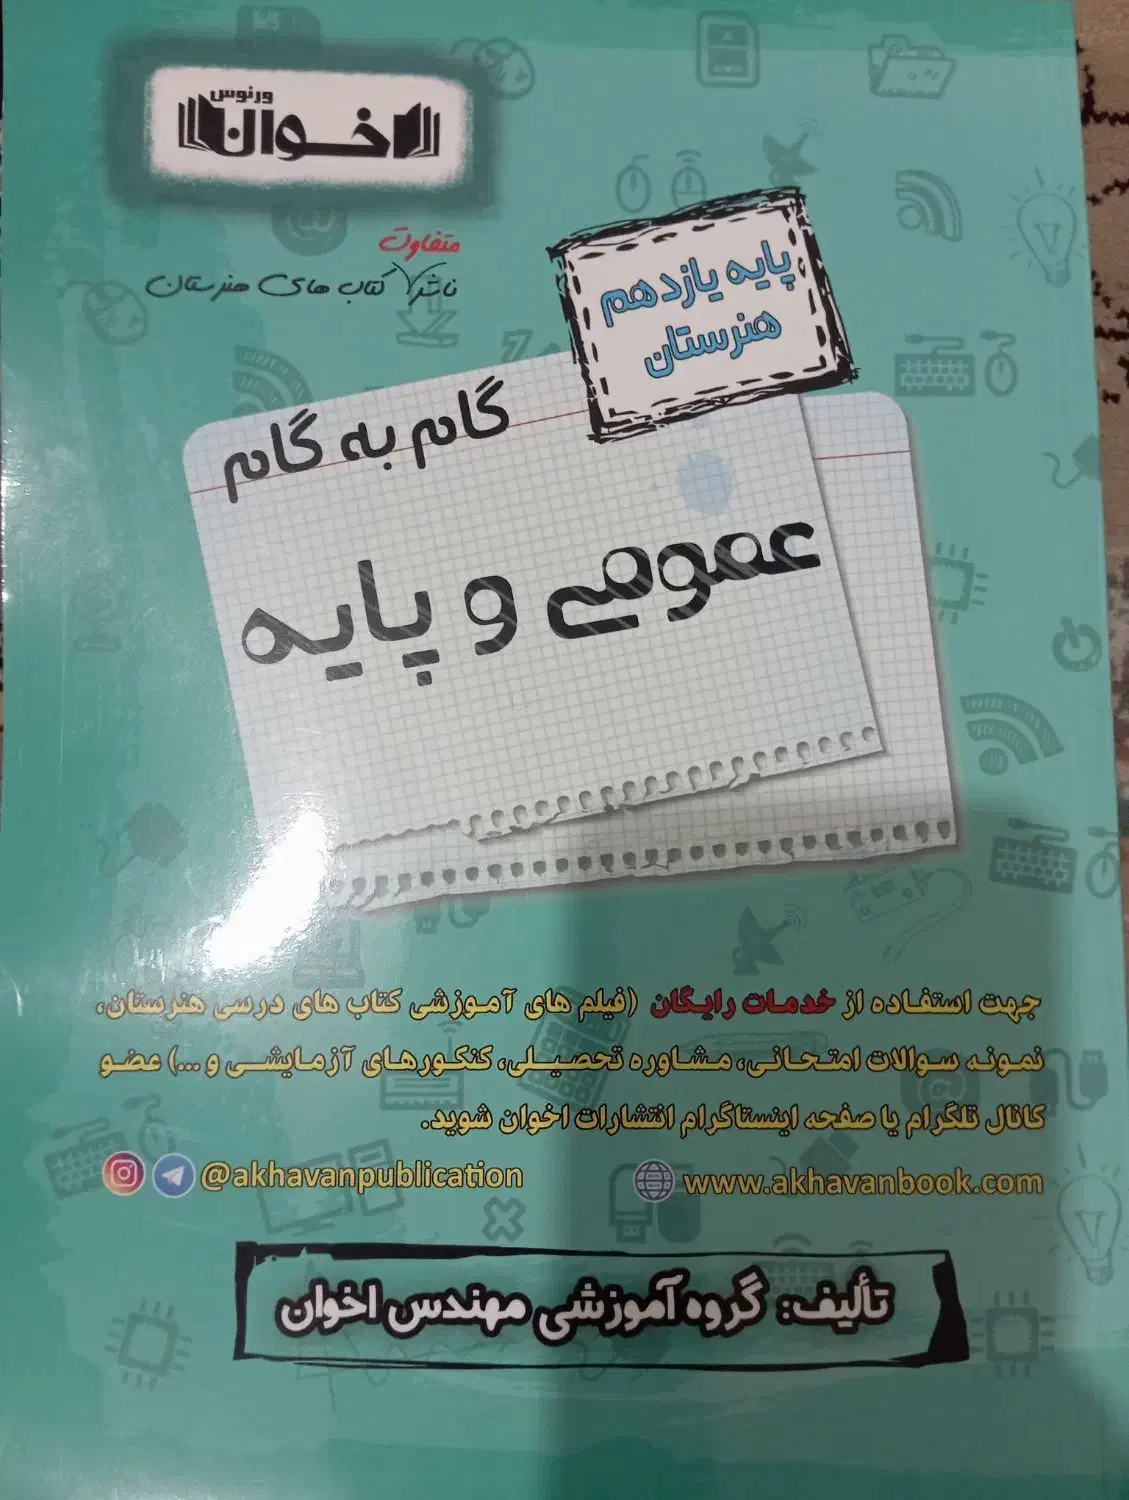 ورنوس
اخوان
متفاوت
ناشر کتاب های هنرستان
پایه یازدهم
هنرستان
گام به گام
عمومی و پایه
جهت استفاده از خدمات رایگان (فیلم های آموزشی کتاب های درسی هنرستان،
نمونه سوالات امتحانی، مشاوره تحصیلی، کنکورهای آزمایشی و ...) عضو
کانال تلگرام یا صفحه اینستاگرام انتشارات اخوان شوید.
@akhavanpublication
www.akhavanbook.com
تألیف: گروه آموزشی مهندس اخوان